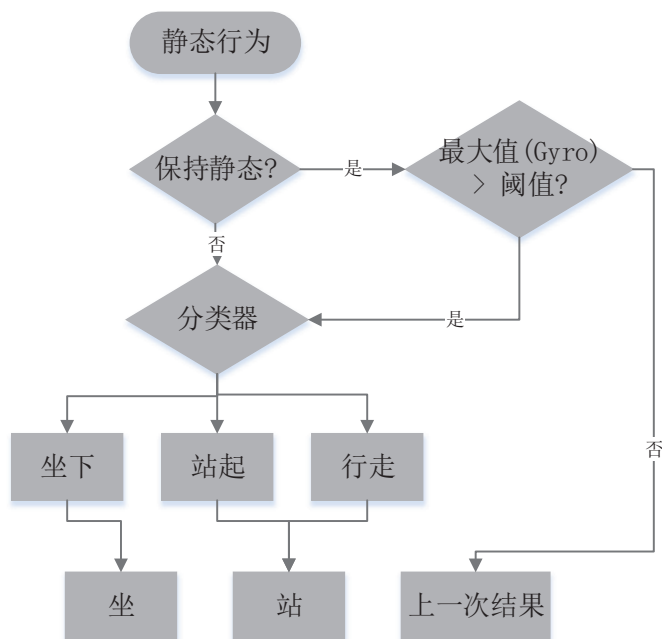 静态行为
保持静态?
是
最大值(Gyro)
> 阈值?
否
分类器
是
坐下
站起
行走
否
坐
站
上一次结果